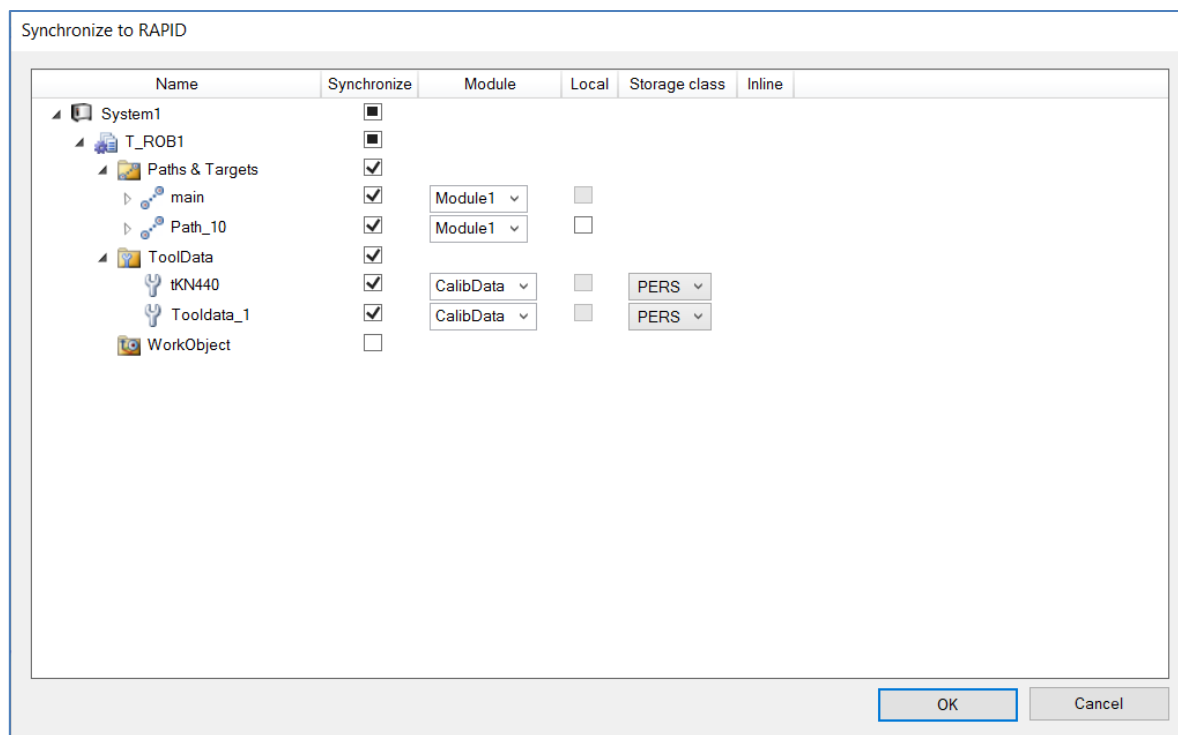 Synchronize to RAPID
Name Synchronize Module Local Storage class Inline
System1
T_ROB1
Paths & Targets
main Module1
Path_10 Module1
ToolData
tKN440 CalibData PERS
Tooldata_1 CalibData PERS
WorkObject
OK Cancel